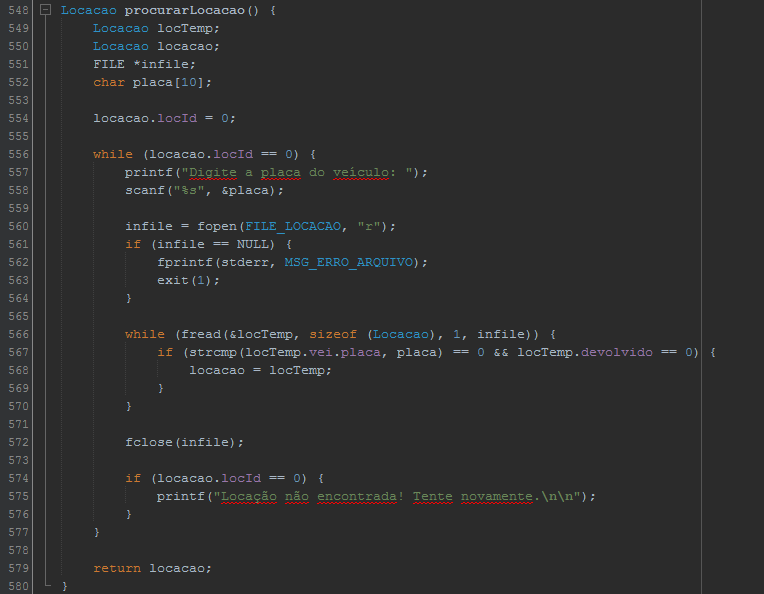 548 Locacao procurarLocacao() {
549     Locacao locTemp;
550     Locacao locacao;
551     FILE *infile;
552     char placa[10];
553
554     locacao.locId = 0;
555
556     while (locacao.locId == 0) {
557         printf("Digite a placa do veículo: ");
558         scanf("%s", &placa);
559
560         infile = fopen(FILE_LOCACAO, "r");
561         if (infile == NULL) {
562             fprintf(stderr, MSG_ERRO_ARQUIVO);
563             exit(1);
564         }
565
566         while (fread(&locTemp, sizeof (Locacao), 1, infile)) {
567             if (strcmp(locTemp.vei.placa, placa) == 0 && locTemp.devolvido == 0) {
568                 locacao = locTemp;
569             }
570         }
571
572         fclose(infile);
573
574         if (locacao.locId == 0) {
575             printf("Locação não encontrada! Tente novamente.\n\n");
576         }
577     }
578
579     return locacao;
580 }